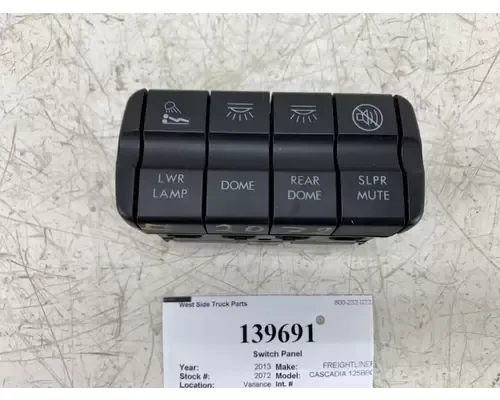 LWR LAMP
DOME
REAR DOME
SLPR MUTE
West Side Truck Parts
139691
Switch Panel
Year: 2013 Make: FREIGHTLINER
Stock #: 2072 Model: CASCADIA
Location: Variance Int. #